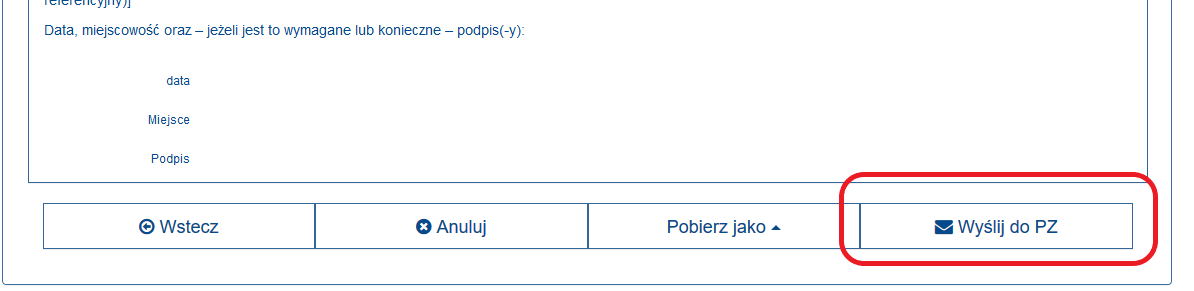 referencyjny)]
Data, miejscowość oraz – jeżeli jest to wymagane lub konieczne – podpis(-y):
data
Miejsce
Podpis
Wstecz
Anuluj
Pobierz jako
Wyślij do PZ